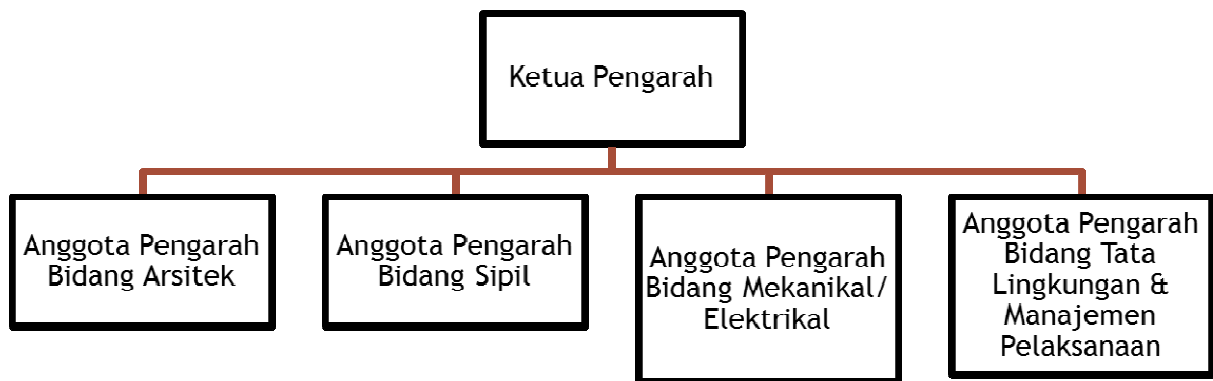 Ketua Pengarah
Anggota Pengarah
Bidang Arsitek
Anggota Pengarah
Bidang Sipil
Anggota Pengarah
Bidang Mekanikal/
Elektrikal
Anggota Pengarah
Bidang Tata
Lingkungan &
Manajemen
Pelaksanaan